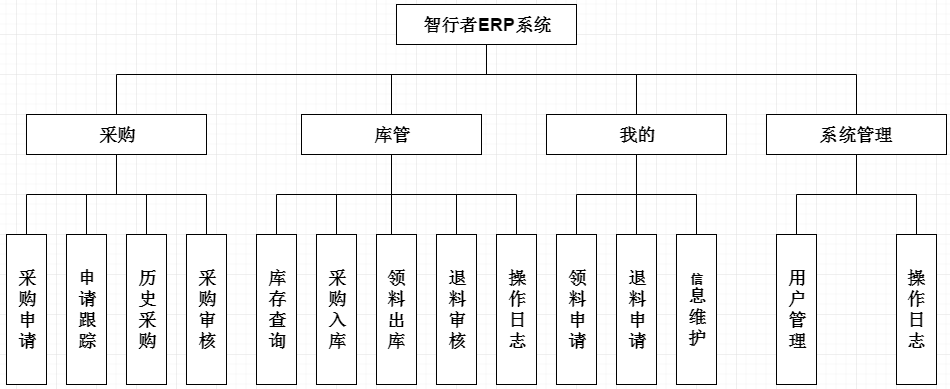 智行者ERP系统
采购
库管
我的
系统管理
采购申请
申请跟踪
历史采购
采购审核
库存查询
采购入库
领料出库
退料审核
操作日志
领料申请
退料申请
信息维护
用户管理
操作日志